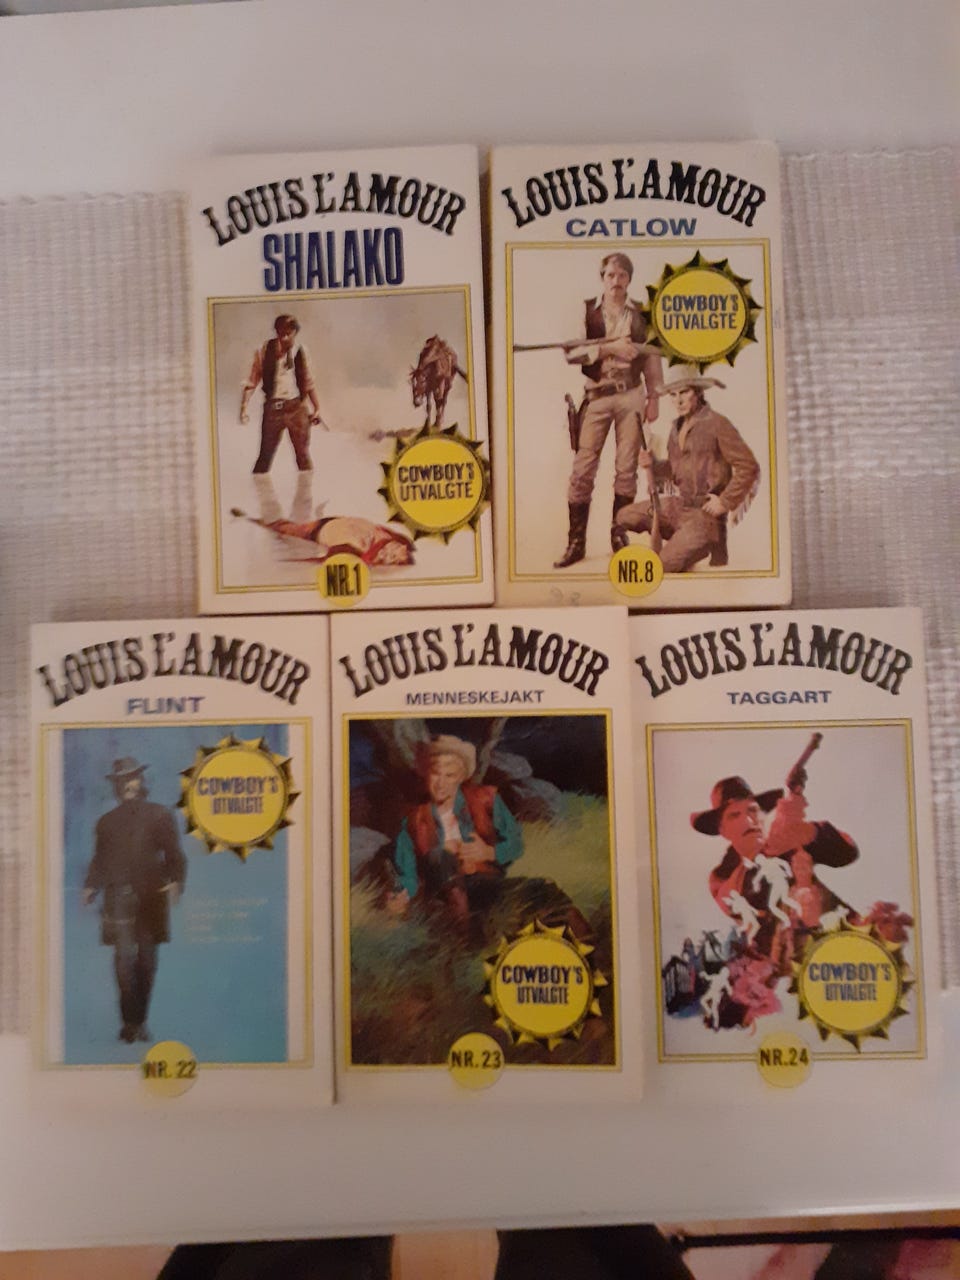 LOUIS L'AMOUR
SHALAKO
COWBOY'S
UTVALGTE
NR.1
LOUIS L'AMOUR
CATLOW
COWBOY'S
UTVALGTE
NR.8
LOUIS L'AMOUR
FLINT
COWBOY'S
UTVALGTE
NR.22
LOUIS L'AMOUR
MENNESKEJAKT
COWBOY'S
UTVALGTE
NR.23
LOUIS L'AMOUR
TAGGART
COWBOY'S
UTVALGTE
NR.24